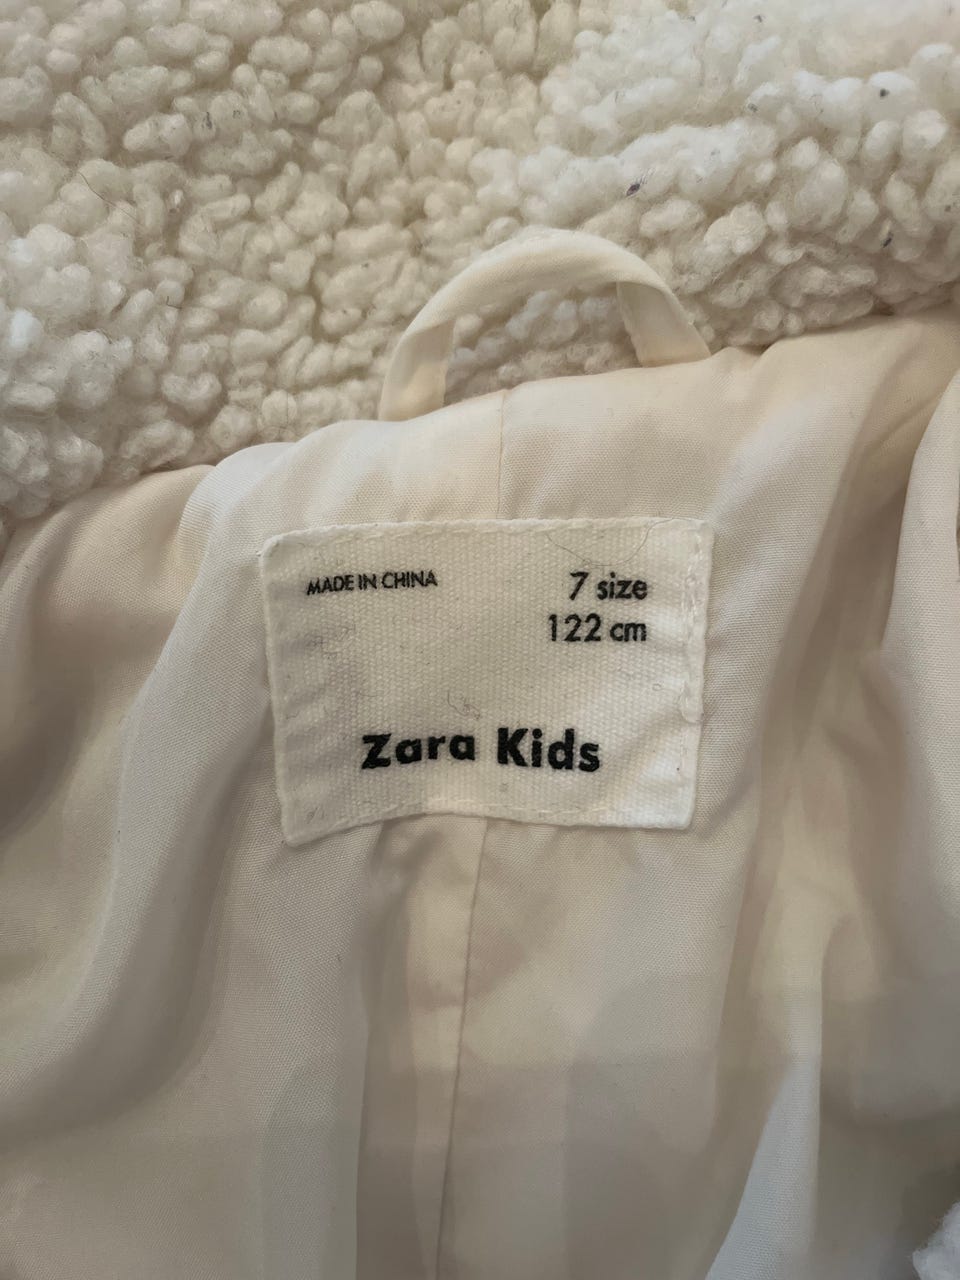 MADE IN CHINA
7 size
122 cm
Zara Kids